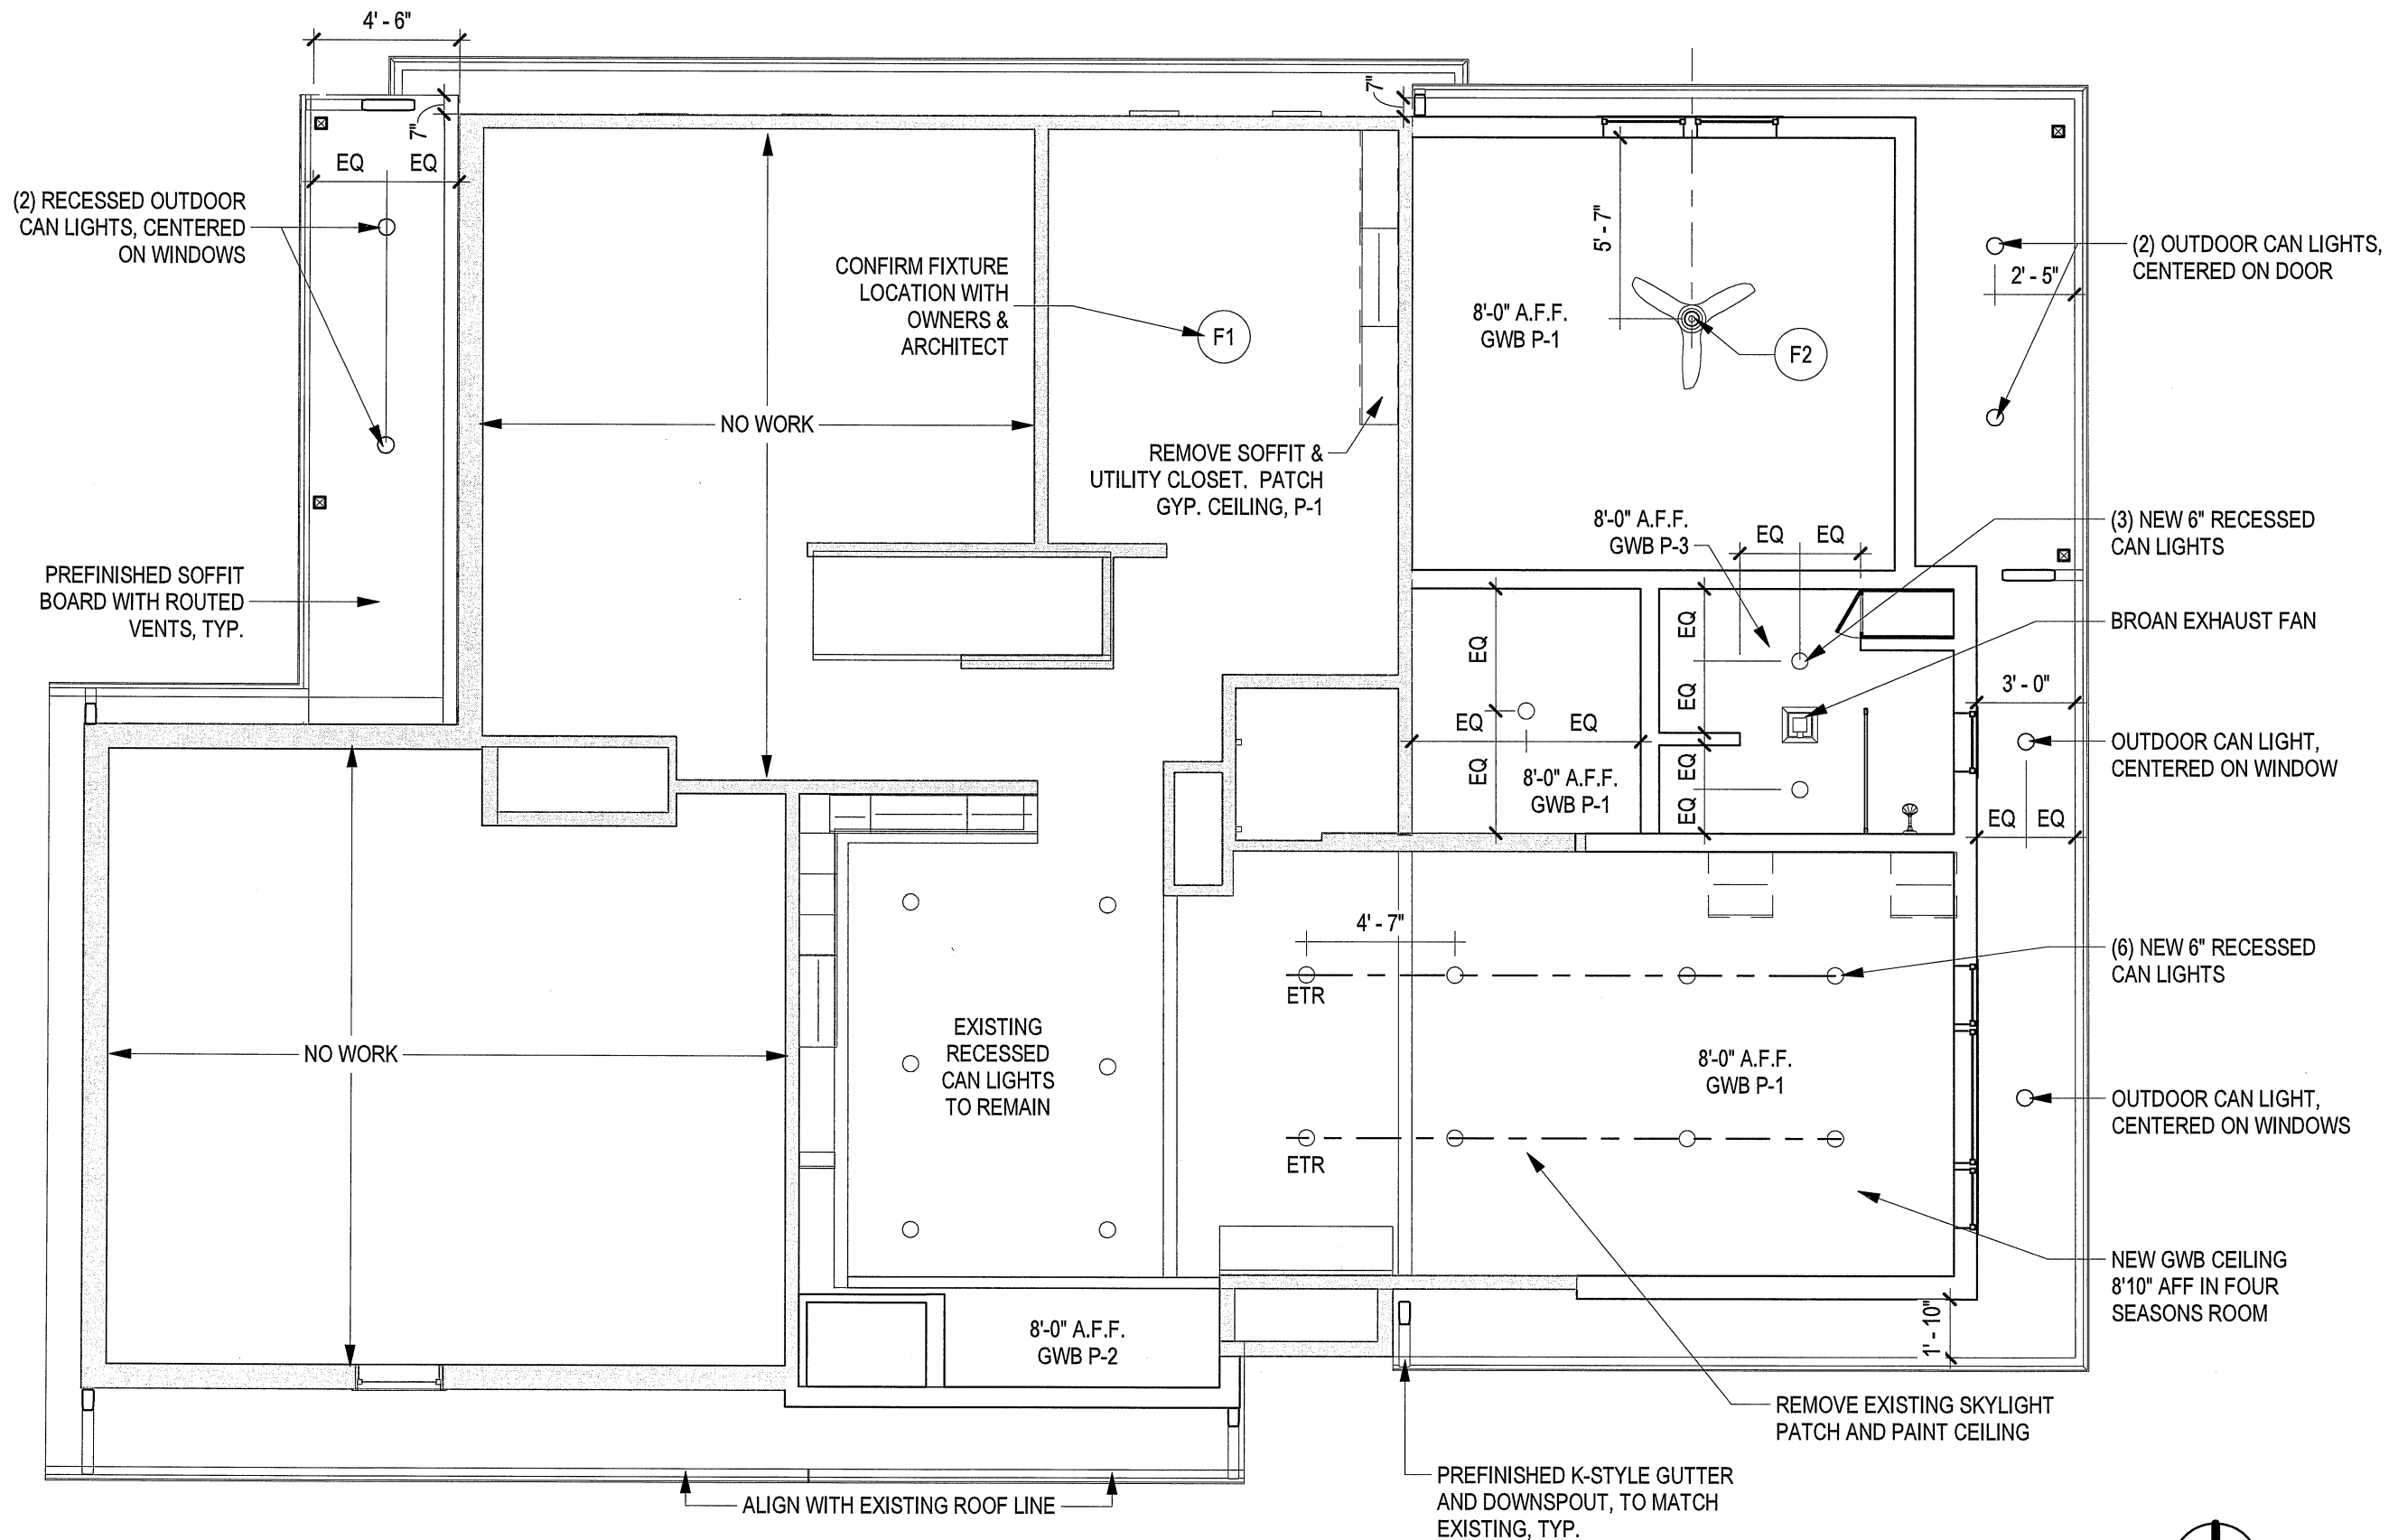 4' - 6"
7"
7"
EQ
EQ
(2) RECESSED OUTDOOR
CAN LIGHTS, CENTERED
ON WINDOWS
CONFIRM FIXTURE
LOCATION WITH
OWNERS &
ARCHITECT
F1
5' - 7"
8'-0" A.F.F.
GWB P-1
F2
(2) OUTDOOR CAN LIGHTS,
CENTERED ON DOOR
2' - 5"
NO WORK
REMOVE SOFFIT &
UTILITY CLOSET.  PATCH
GYP. CEILING, P-1
8'-0" A.F.F.
GWB P-3
EQ
EQ
(3) NEW 6" RECESSED
CAN LIGHTS
PREFINISHED SOFFIT
BOARD WITH ROUTED
VENTS, TYP.
BROAN EXHAUST FAN
EQ
EQ
EQ
3' - 0"
EQ
EQ
EQ
8'-0" A.F.F.
GWB P-1
EQ
EQ
OUTDOOR CAN LIGHT,
CENTERED ON WINDOW
EQ
EQ
4' - 7"
ETR
(6) NEW 6" RECESSED
CAN LIGHTS
NO WORK
EXISTING
RECESSED
CAN LIGHTS
TO REMAIN
8'-0" A.F.F.
GWB P-1
OUTDOOR CAN LIGHT,
CENTERED ON WINDOWS
ETR
NEW GWB CEILING
8'10" AFF IN FOUR
SEASONS ROOM
8'-0" A.F.F.
GWB P-2
1' - 10"
REMOVE EXISTING SKYLIGHT
PATCH AND PAINT CEILING
PREFINISHED K-STYLE GUTTER
AND DOWNSPOUT, TO MATCH
EXISTING, TYP.
ALIGN WITH EXISTING ROOF LINE